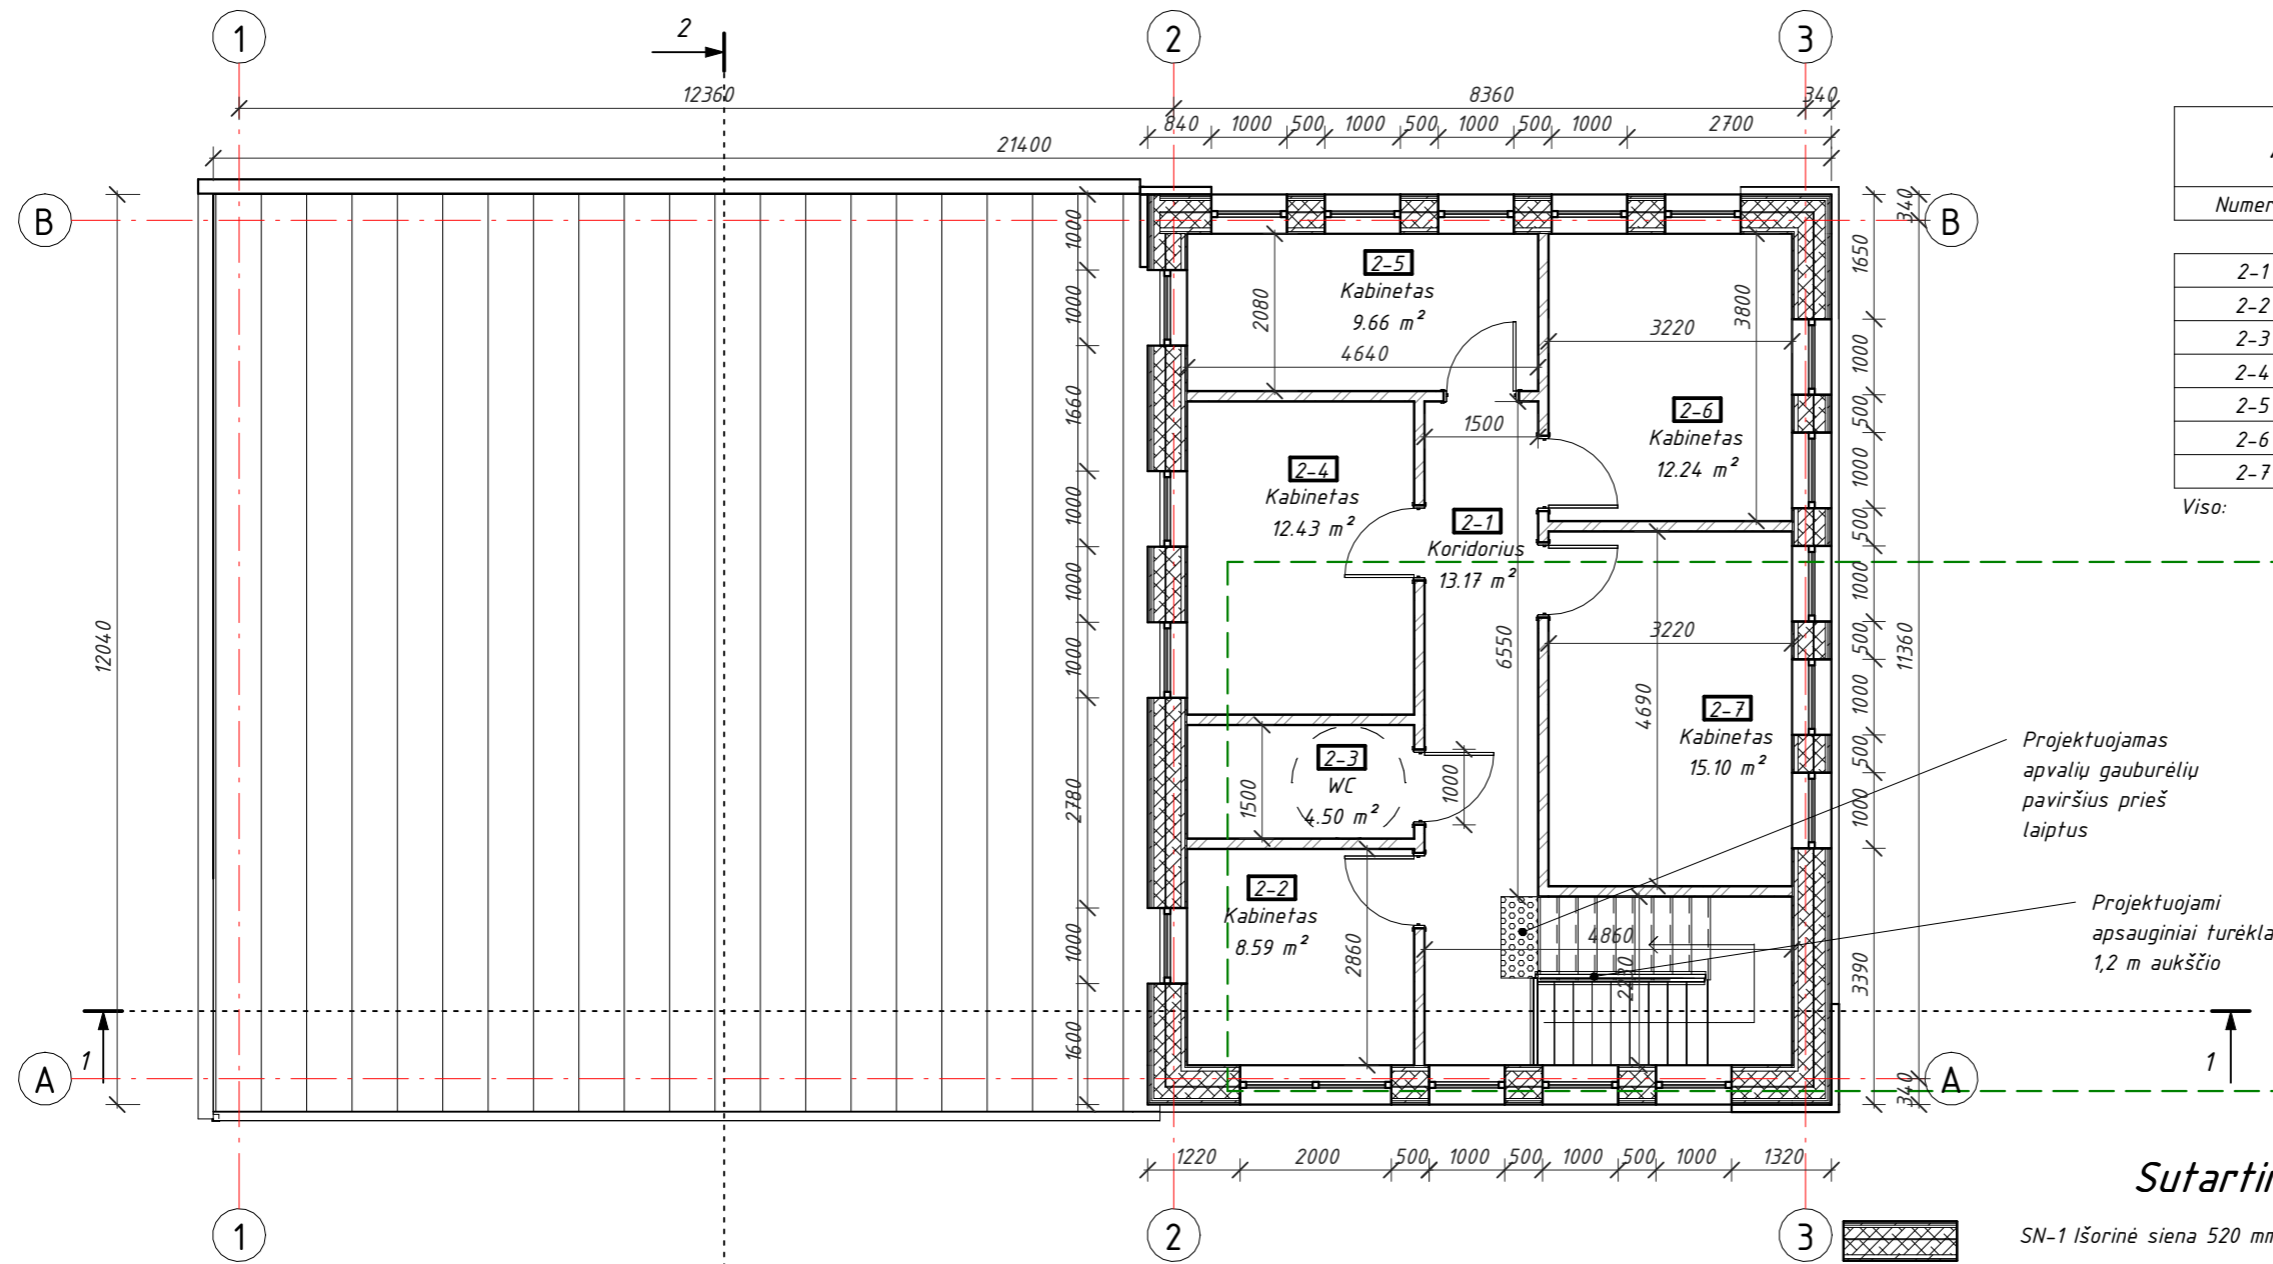 1
2
2
3
12360
8360
340
840
1000
500
1000
500
1000
500
1000
2700
21400
Numer
2-1
2-2
2-3
2-4
2-5
2-6
2-7
Viso:
B
B
12040
1000
1000
1660
1000
1000
1000
2780
1000
1600
2-5
Kabinetas
9.66 m²
2080
4640
3220
3800
2-6
Kabinetas
12.24 m²
1500
2-4
Kabinetas
12.43 m²
2-1
Koridorius
13.17 m²
6550
3220
4690
2-7
Kabinetas
15.10 m²
2-3
WC
4.50 m²
1500
1000
2-2
Kabinetas
8.59 m²
2860
4860
340
1650
1000
500
1000
500
1000
500
1000
500
1000
3390
11360
340
Projektuojamas
apvalių gauburėlių
paviršius prieš
laiptus
Projektuojami
apsauginiai turėkla
1,2 m aukščio
1
1
A
A
1220
2000
500
1000
500
1000
500
1000
1320
1
2
3
Sutartin
SN-1 Išorinė siena 520 mm